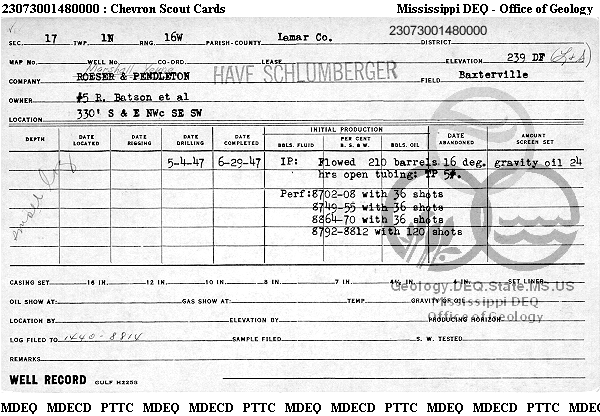 23073001480000 : Chevron Scout Cards Mississippi DEQ - Office of Geology
23073001480000
SEC. 17 TWP. 1N RNG. 16W PARISH-COUNTY Lamar Co. DISTRICT
MAP NO. WELL NO. CO-ORD. LEASE ELEVATION 239 DF
Marshall Young
COMPANY ROESER & PENDLETON HAVE SCHLUMBERGER FIELD Baxterville
OWNER #5 R. Batson et al
LOCATION 330' S & E NWc SE SW
DEPTH DATE LOCATED DATE RIGGING DATE DRILLING DATE COMPLETED INITIAL PRODUCTION BBLS. FLUID PER CENT B. S. & W. BBLS. OIL DATE ABANDONED AMOUNT SCREEN SET
5-4-47 6-29-47 IP: Flowed 210 barrels 16 deg. gravity oil 24
hrs open tubing: TP 5#.
Perf:8702-08 with 36 shots
8749-55 with 36 shots
8864-70 with 36 shots
8792-8812 with 120 shots
CASING SET: 16 IN. 12 IN. 10 IN. 8 IN. 7 IN. IN. IN. SET LINER
Geology.DEQ.State.MS.US
OIL SHOW AT: GAS SHOW AT: TEMP. GRAVITY OF OIL
Mississippi DEQ
Office of Geology
LOCATION BY ELEVATION BY PRODUCING HORIZON
LOG FILED TO 1440-8814 SAMPLE FILED S. W. TESTED
REMARKS
WELL RECORD GULF H2255
MDEQ MDECD PTTC MDEQ MDECD PTTC MDEQ MDECD PTTC MDEQ MDECD PTTC MDEQ